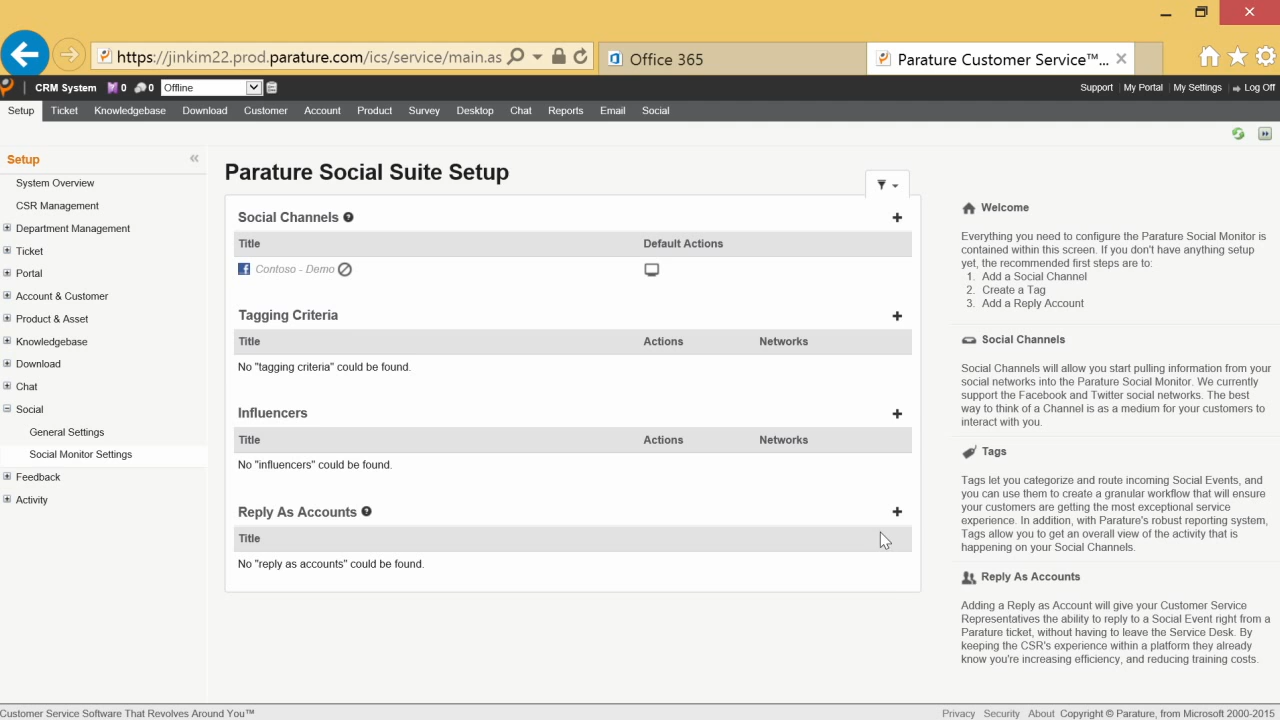 https://jinkim22.prod.parature.com/ics/service/main.as
Office 365
Parature Customer Service™...
CRM System 0 0 Offline
Support My Portal My Settings Log Off
Setup Ticket Knowledgebase Download Customer Account Product Survey Desktop Chat Reports Email Social
Setup
System Overview
CSR Management
Department Management
Ticket
Portal
Account & Customer
Product & Asset
Knowledgebase
Download
Chat
Social
General Settings
Social Monitor Settings
Feedback
Activity
Parature Social Suite Setup
Social Channels
Title Default Actions
Contoso - Demo
Tagging Criteria
Title Actions Networks
No "tagging criteria" could be found.
Influencers
Title Actions Networks
No "influencers" could be found.
Reply As Accounts
Title
No "reply as accounts" could be found.
Welcome
Everything you need to configure the Parature Social Monitor is
contained within this screen. If you don't have anything setup
yet, the recommended first steps are to:
1. Add a Social Channel
2. Create a Tag
3. Add a Reply Account
Social Channels
Social Channels will allow you start pulling information from your
social networks into the Parature Social Monitor. We currently
support the Facebook and Twitter social networks. The best
way to think of a Channel is as a medium for your customers to
interact with you.
Tags
Tags let you categorize and route incoming Social Events, and
you can use them to create a granular workflow that will ensure
your customers are getting the most exceptional service
experience. In addition, with Parature's robust reporting system,
Tags allow you to get an overall view of the activity that is
happening on your Social Channels.
Reply As Accounts
Adding a Reply as Account will give your Customer Service
Representatives the ability to reply to a Social Event right from a
Parature ticket, without having to leave the Service Desk. By
keeping the CSR's experience within a platform they already
know you're increasing efficiency, and reducing training costs.
Customer Service Software That Revolves Around You™
Privacy Security About Copyright © Parature, from Microsoft 2000-2015